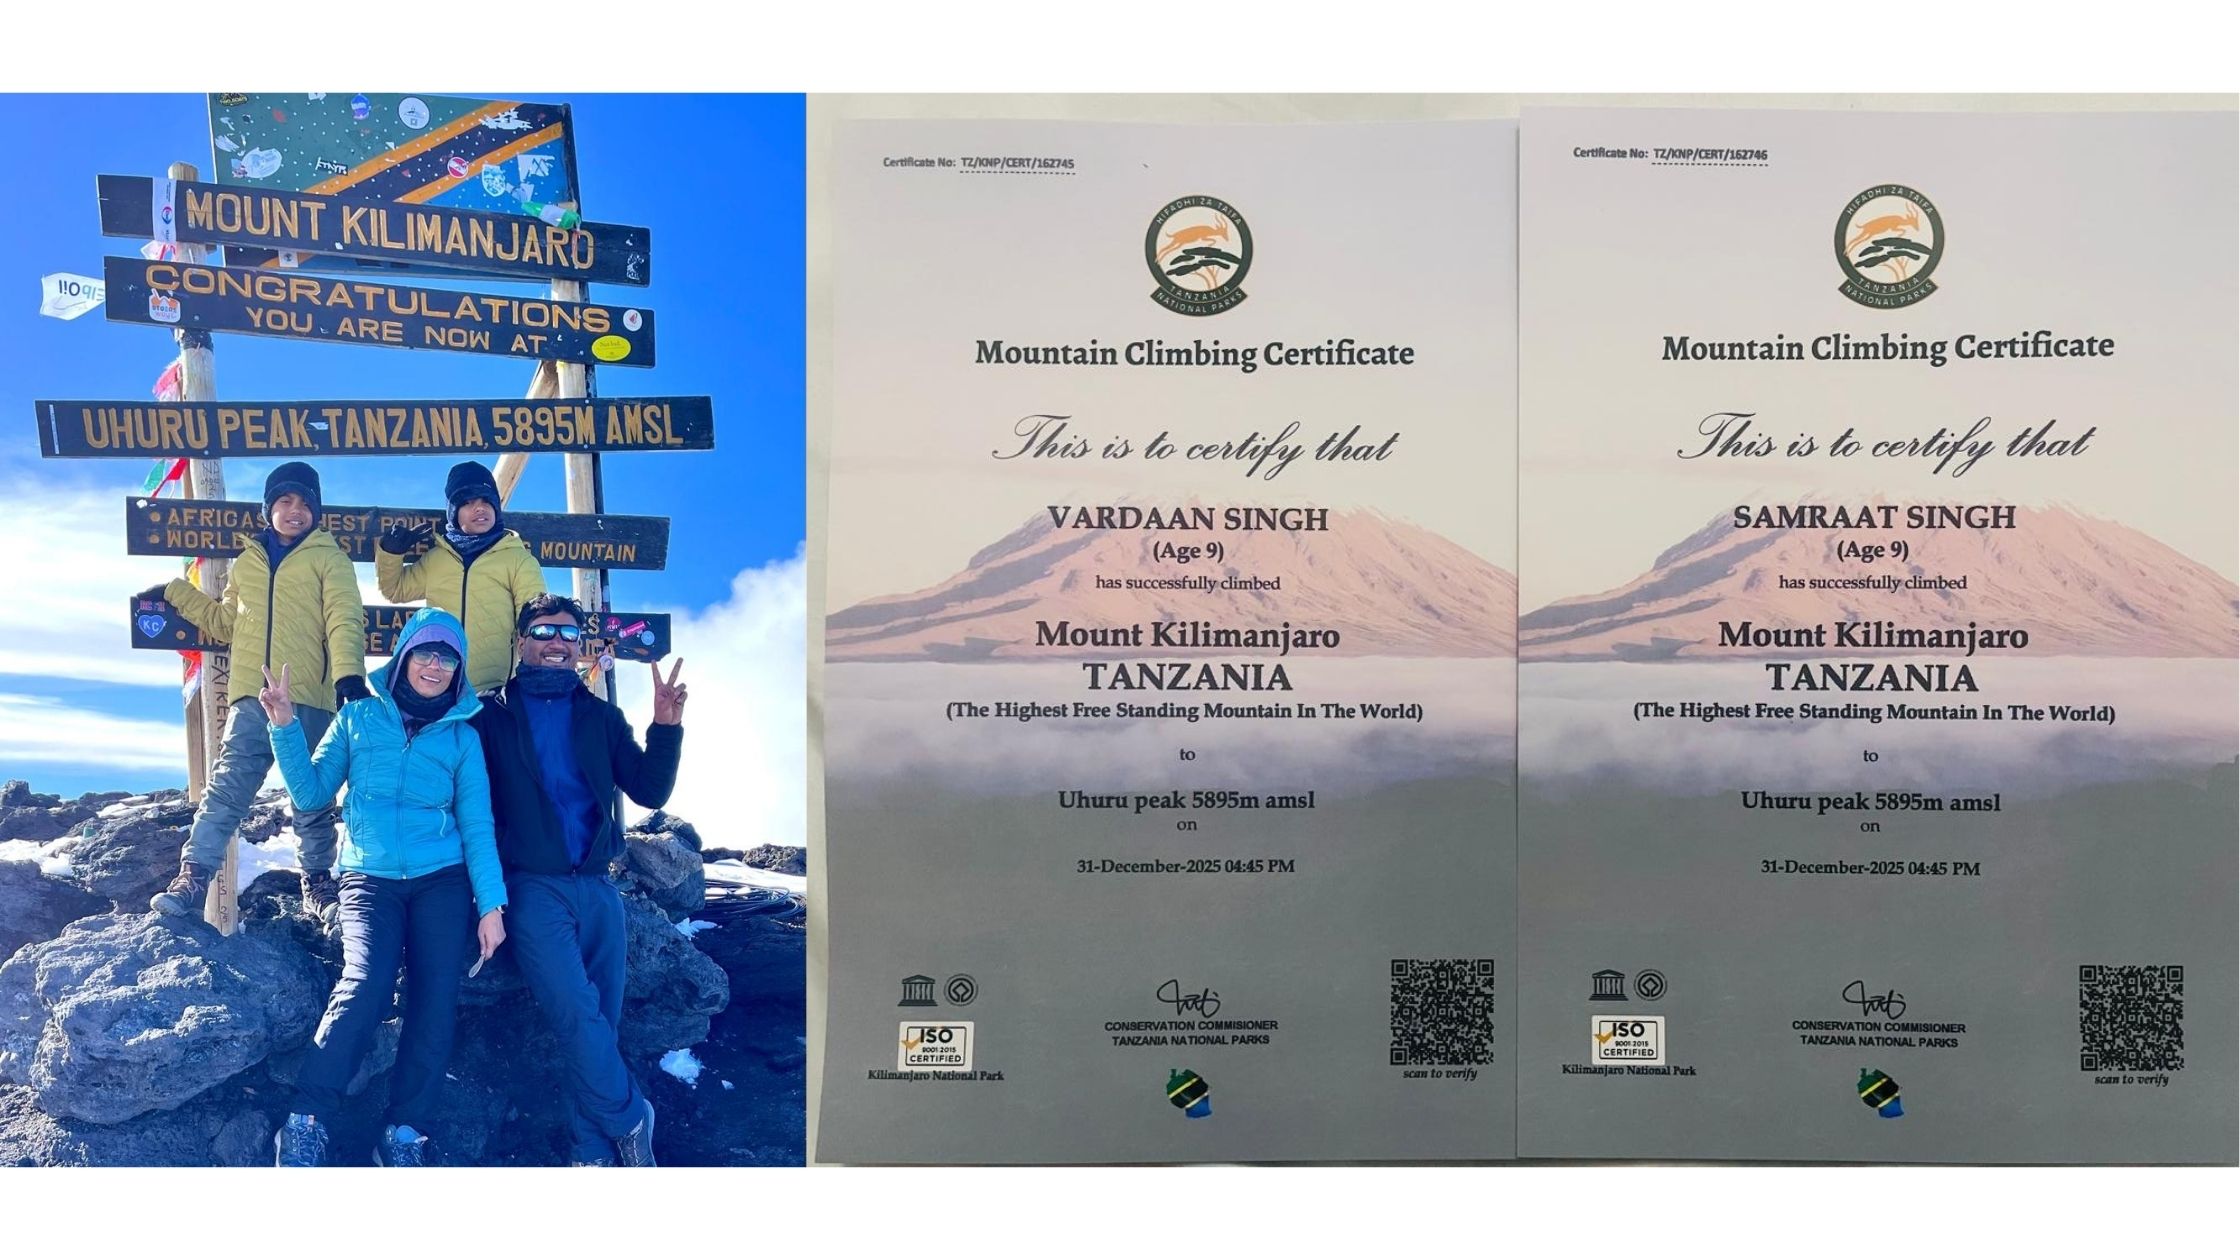 MOUNT KILIMANJARO
CONGRATULATIONS
YOU ARE NOW AT
UHURU PEAK, TANZANIA, 5895M AMSL
AFRICA'S POINT
MOUNTAIN
KC
Certificate No: TZ/KNP/CERT/162745
HIFADHI ZA TAIFA
TANZANIA
NATIONAL PARKS
Mountain Climbing Certificate
This is to certify that
VARDAAN SINGH
(Age 9)
has successfully climbed
Mount Kilimanjaro
TANZANIA
(The Highest Free Standing Mountain In The World)
to
Uhuru peak 5895m amsl
on
31-December-2025 04:45 PM
ISO
9001:2015
CERTIFIED
Kilimanjaro National Park
CONSERVATION COMMISIONER
TANZANIA NATIONAL PARKS
scan to verify
Certificate No: TZ/KNP/CERT/162746
HIFADHI ZA TAIFA
TANZANIA
NATIONAL PARKS
Mountain Climbing Certificate
This is to certify that
SAMRAAT SINGH
(Age 9)
has successfully climbed
Mount Kilimanjaro
TANZANIA
(The Highest Free Standing Mountain In The World)
to
Uhuru peak 5895m amsl
on
31-December-2025 04:45 PM
ISO
9001:2015
CERTIFIED
Kilimanjaro National Park
CONSERVATION COMMISIONER
TANZANIA NATIONAL PARKS
scan to verify